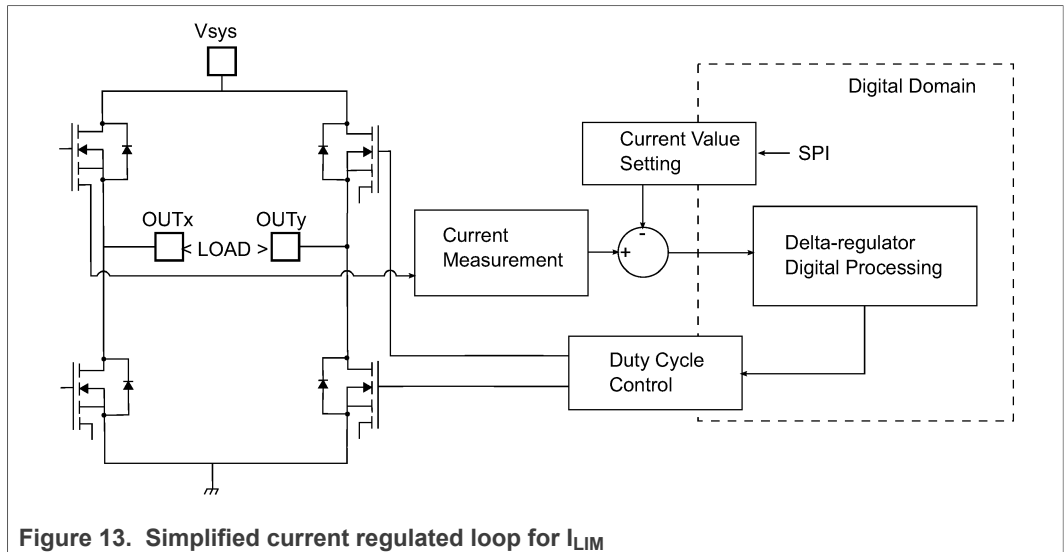 Vsys
Digital Domain
Current Value
Setting
SPI
OUTx
OUTy
< LOAD >
Current
Measurement
-
+
Delta-regulator
Digital Processing
Duty Cycle
Control
Figure 13. Simplified current regulated loop for I_LIM